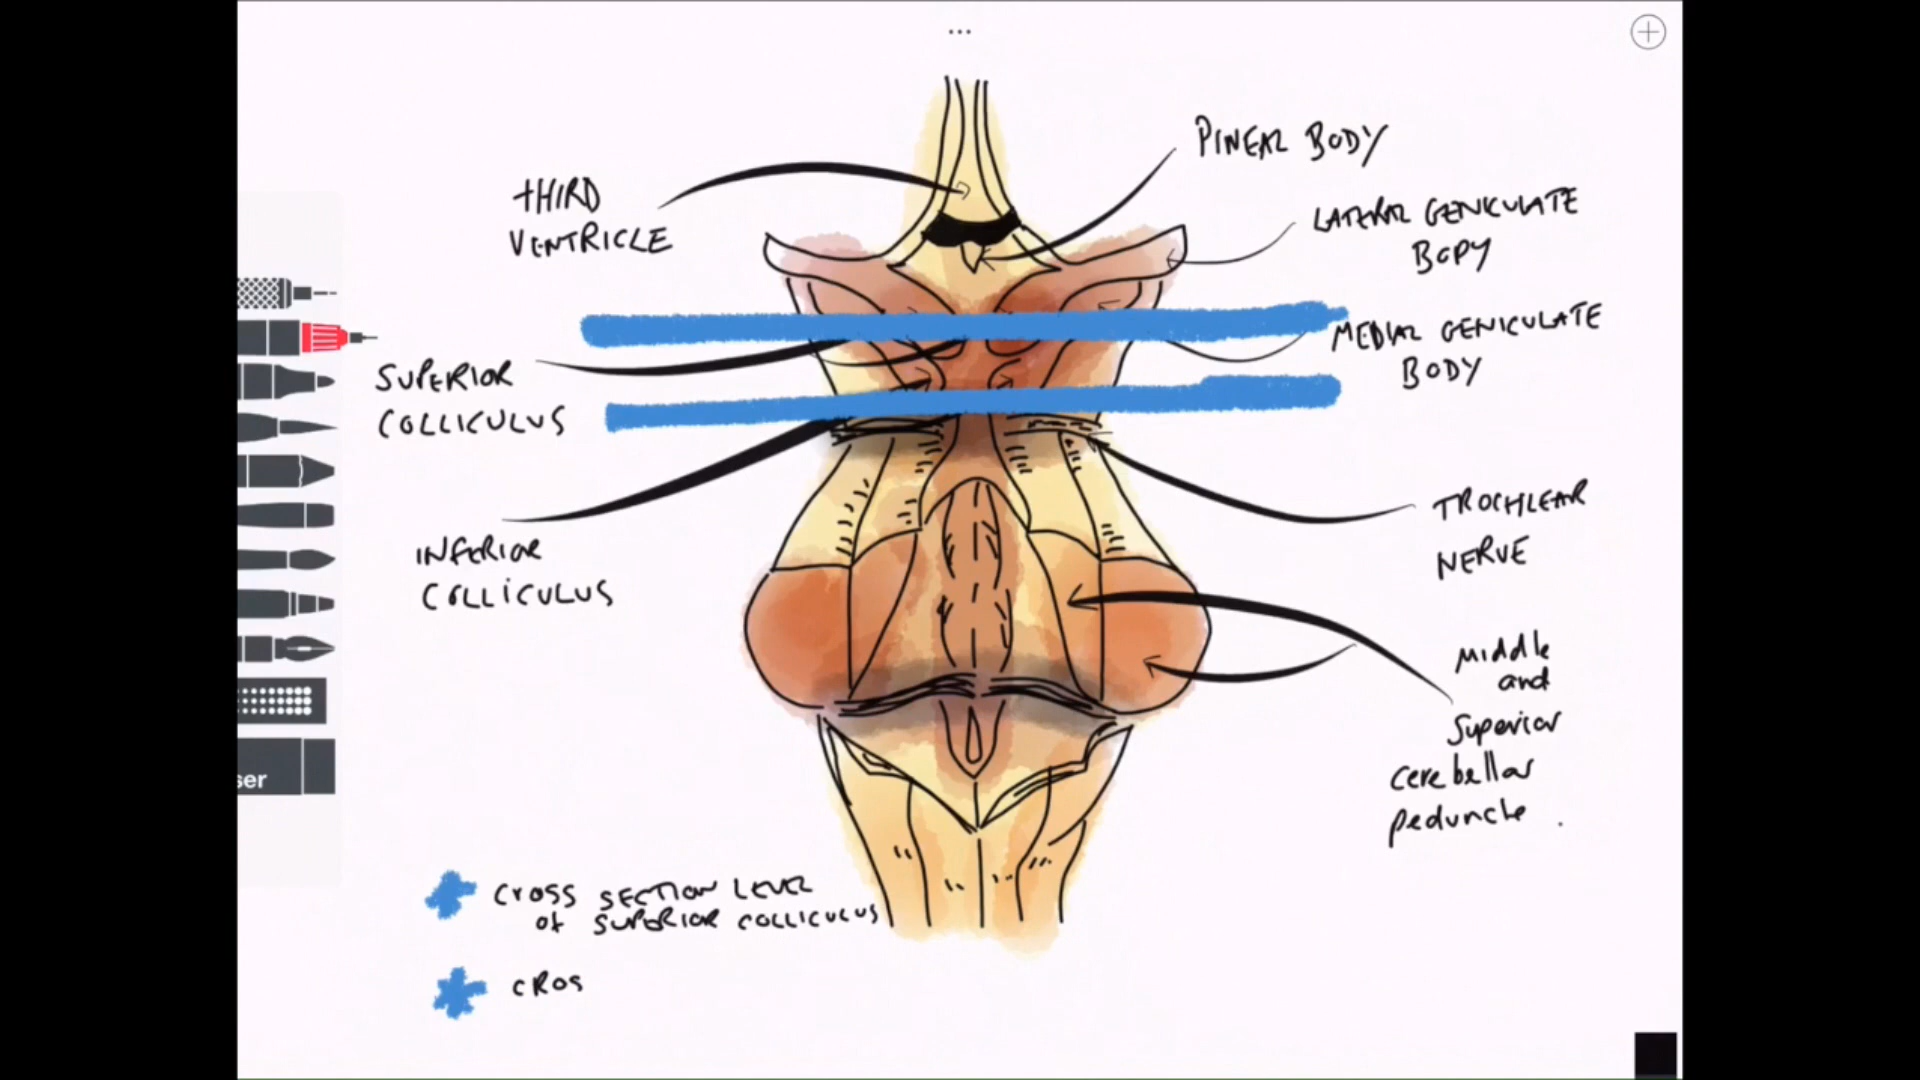 PINEAL BODY
THIRD
VENTRICLE
LATERAL GENICULATE
BODY
MEDIAL GENICULATE
BODY
SUPERIOR
COLLICULUS
TROCHLEAR
NERVE
INFERIOR
COLLICULUS
Middle
and
Superior
cerebellar
peduncle .
ser
CROSS SECTION LEVEL
of SUPERIOR COLLICULUS
CROS